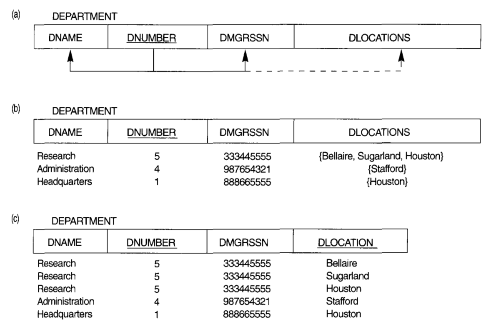 (a) DEPARTMENT
DNAME DNUMBER DMGRSSN DLOCATIONS
(b) DEPARTMENT
DNAME DNUMBER DMGRSSN DLOCATIONS
Research 5 333445555 {Bellaire, Sugarland, Houston}
Administration 4 987654321 {Stafford}
Headquarters 1 888665555 {Houston}
(c) DEPARTMENT
DNAME DNUMBER DMGRSSN DLOCATION
Research 5 333445555 Bellaire
Research 5 333445555 Sugarland
Research 5 333445555 Houston
Administration 4 987654321 Stafford
Headquarters 1 888665555 Houston